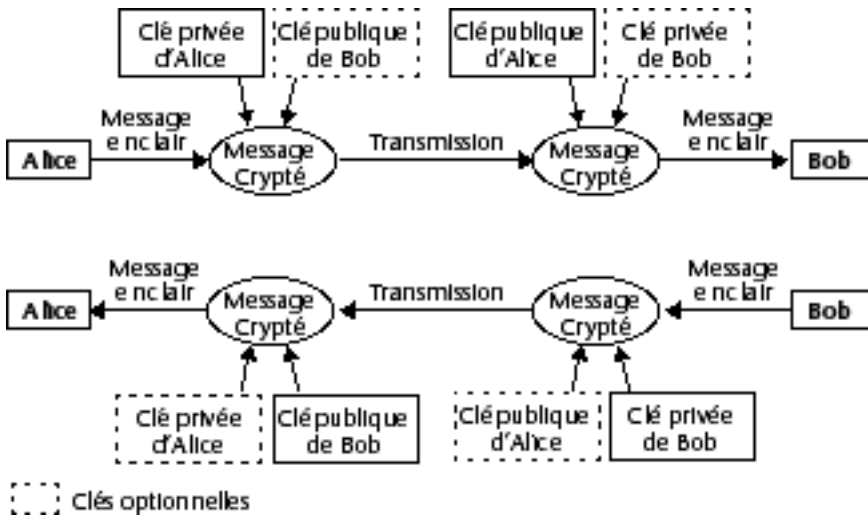 Clé privée
d'Alice
Clé publique
de Bob
Clé publique
d'Alice
Clé privée
de Bob
Message
en clair
Message
en clair
Alice
Message
Crypté
Transmission
Message
Crypté
Bob
Message
en clair
Message
en clair
Alice
Message
Crypté
Transmission
Message
Crypté
Bob
Clé privée
d'Alice
Clé publique
de Bob
Clé publique
d'Alice
Clé privée
de Bob
Clés optionnelles